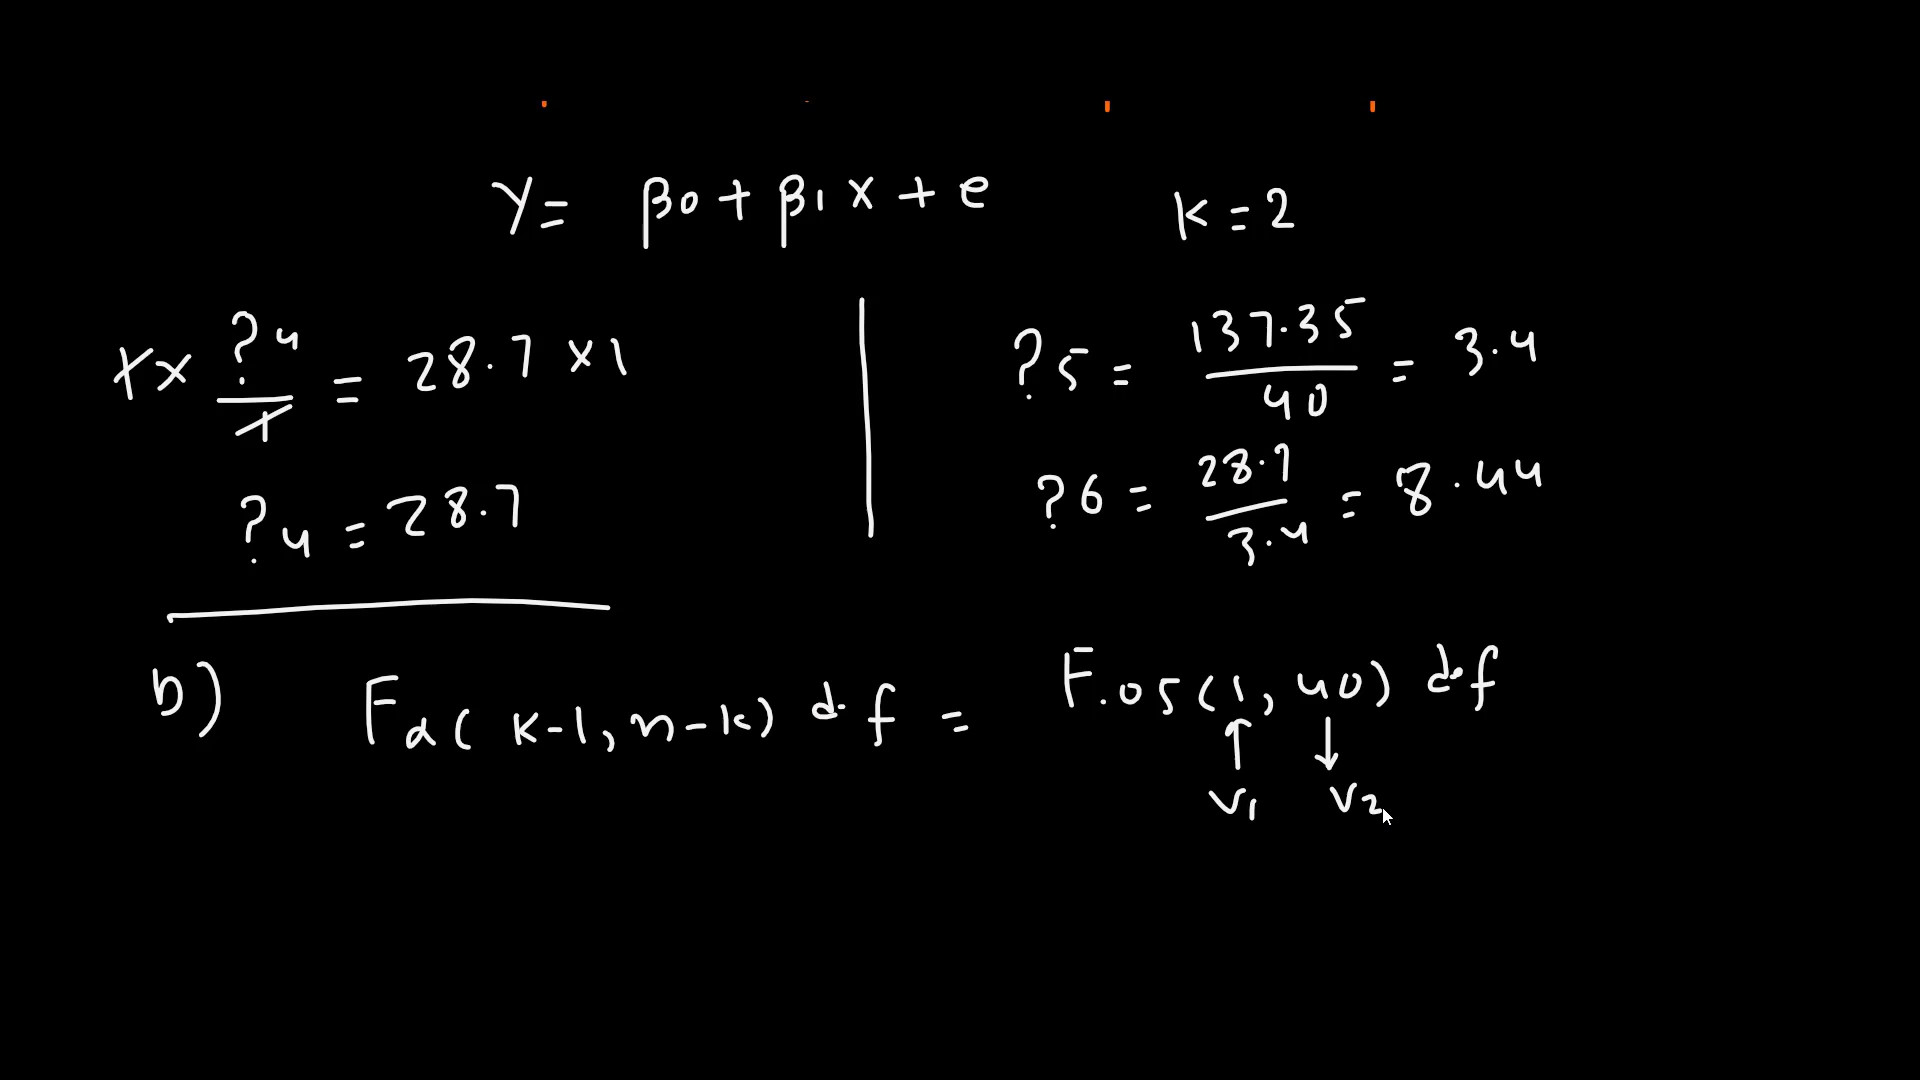 Y = β0 + β1 x + e
K = 2
1 x ?4 / 1 = 28.7 x 1
?4 = 28.7
?5 = 137.35 / 40 = 3.4
?6 = 28.7 / 3.4 = 8.44
b) Fα ( K-1, n-k) d.f = F.05 (1, 40) d.f
V1 V2